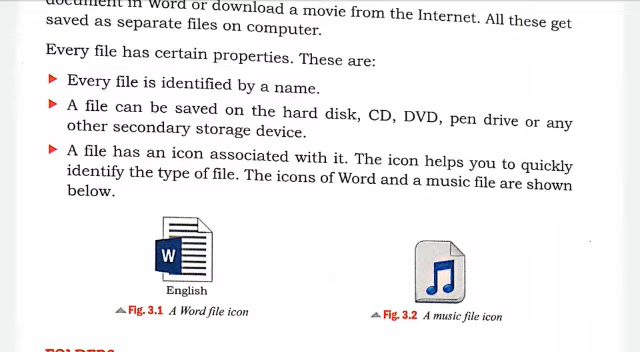 document in Word or download a movie from the Internet. All these get
saved as separate files on computer.
Every file has certain properties. These are:
Every file is identified by a name.
A file can be saved on the hard disk, CD, DVD, pen drive or any
other secondary storage device.
A file has an icon associated with it. The icon helps you to quickly
identify the type of file. The icons of Word and a music file are shown
below.
W
English
Fig. 3.1 A Word file icon
Fig. 3.2 A music file icon
FOLDERS